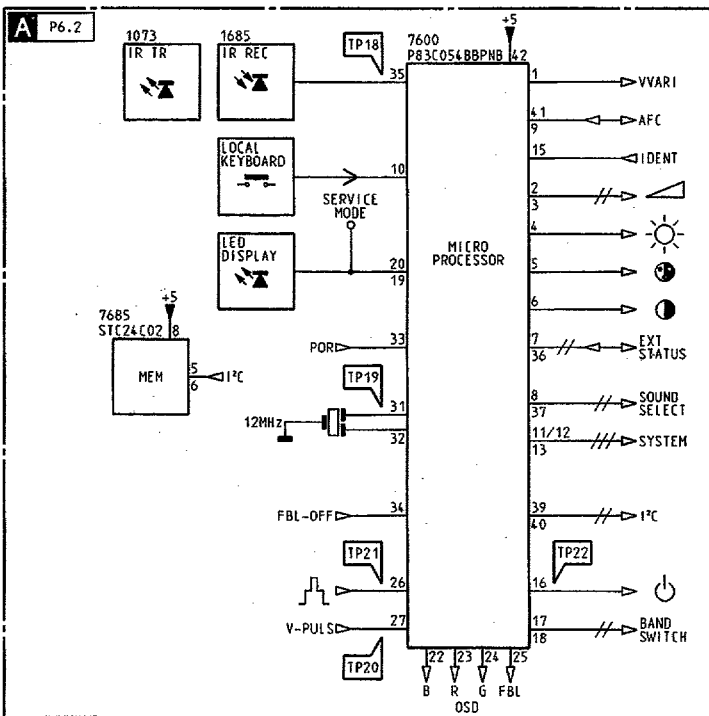 A P6.2
+5
1073
IR TR
1685
IR REC
TP18
7600
P83C054BBPNB 42
35
1
VVARI
41
9
AFC
LOCAL
KEYBOARD
10
15
IDENT
SERVICE
MODE
2
3
4
LED
DISPLAY
20
19
MICRO
PROCESSOR
5
6
+5
7685
STC24C02 8
MEM
5
6
I²C
POR
33
7
36
EXT
STATUS
TP19
31
12MHz
32
8
37
SOUND
SELECT
11/12
13
SYSTEM
FBL-OFF
34
39
40
I²C
TP21
TP22
26
16
V-PULS
27
17
18
BAND
SWITCH
TP20
22 23 24 25
B R G FBL
OSD